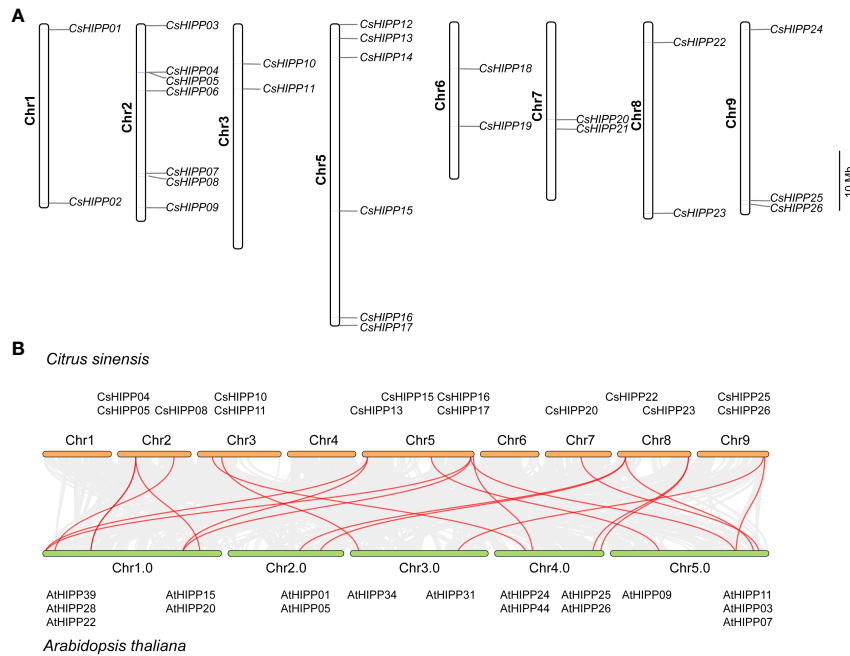 A
CsHIPP01
CsHIPP02
Chr1
CsHIPP03
CsHIPP04
CsHIPP05
CsHIPP06
CsHIPP07
CsHIPP08
CsHIPP09
Chr2
CsHIPP10
CsHIPP11
Chr3
CsHIPP12
CsHIPP13
CsHIPP14
CsHIPP15
CsHIPP16
CsHIPP17
Chr5
CsHIPP18
CsHIPP19
Chr6
CsHIPP20
CsHIPP21
Chr7
CsHIPP22
CsHIPP23
Chr8
CsHIPP24
CsHIPP25
CsHIPP26
Chr9
10 Mb
B
Citrus sinensis
CsHIPP04 CsHIPP10 CsHIPP15 CsHIPP16 CsHIPP22 CsHIPP25
CsHIPP05 CsHIPP08 CsHIPP11 CsHIPP13 CsHIPP17 CsHIPP20 CsHIPP23 CsHIPP26
Chr1 Chr2 Chr3 Chr4 Chr5 Chr6 Chr7 Chr8 Chr9
Chr1.0 Chr2.0 Chr3.0 Chr4.0 Chr5.0
AtHIPP39 AtHIPP15 AtHIPP01 AtHIPP34 AtHIPP31 AtHIPP24 AtHIPP25 AtHIPP09 AtHIPP11
AtHIPP28 AtHIPP20 AtHIPP05 AtHIPP44 AtHIPP26 AtHIPP03
AtHIPP22 AtHIPP07
Arabidopsis thaliana